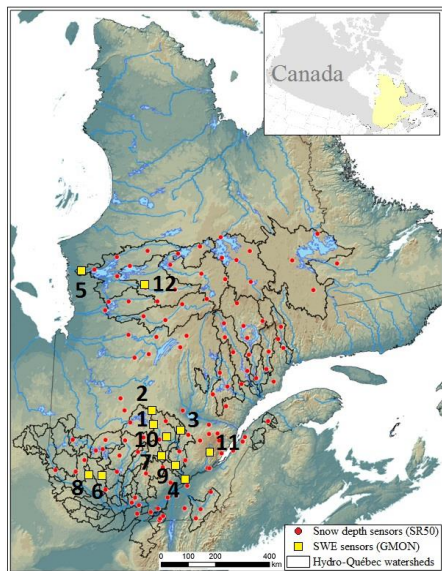 Canada
5
12
2
1
3
10
11
7
9
8
6
4
Snow depth sensors (SR50)
SWE sensors (GMON)
Hydro-Québec watersheds
0 100 200 400
km